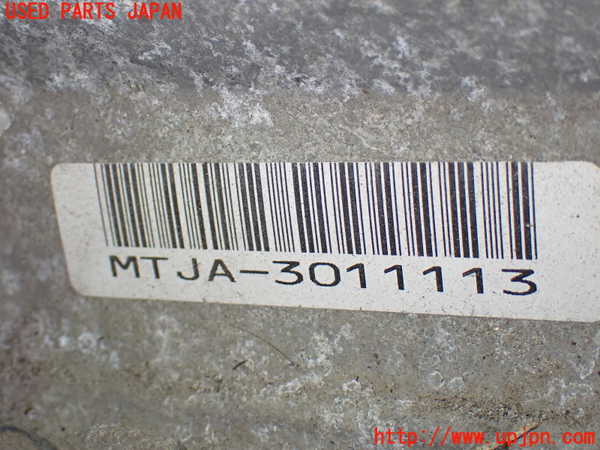 USED PARTS JAPAN
MTJA-3011113
http://www.upjpn.com/